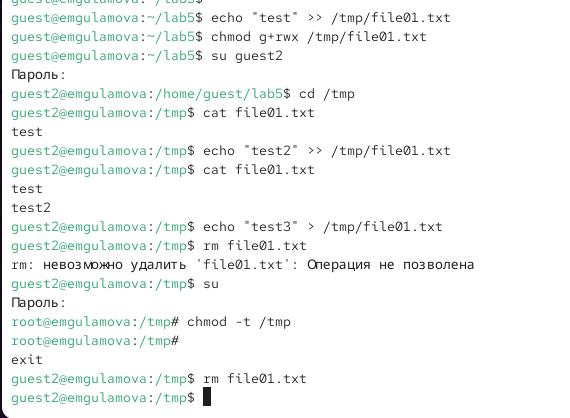 guest@emgulamova:~/lab5$
guest@emgulamova:~/lab5$ echo "test" >> /tmp/file01.txt
guest@emgulamova:~/lab5$ chmod g+rwx /tmp/file01.txt
guest@emgulamova:~/lab5$ su guest2
Пароль:
guest2@emgulamova:/home/guest/lab5$ cd /tmp
guest2@emgulamova:/tmp$ cat file01.txt
test
guest2@emgulamova:/tmp$ echo "test2" >> /tmp/file01.txt
guest2@emgulamova:/tmp$ cat file01.txt
test
test2
guest2@emgulamova:/tmp$ echo "test3" > /tmp/file01.txt
guest2@emgulamova:/tmp$ rm file01.txt
rm: невозможно удалить 'file01.txt': Операция не позволена
guest2@emgulamova:/tmp$ su
Пароль:
root@emgulamova:/tmp# chmod -t /tmp
root@emgulamova:/tmp#
exit
guest2@emgulamova:/tmp$ rm file01.txt
guest2@emgulamova:/tmp$